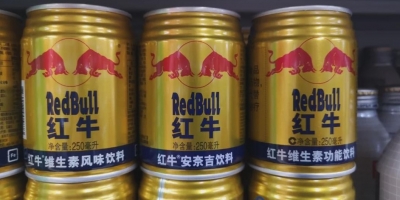 RedBull
红牛
净含量:250毫升
红牛®维生素风味饮料
RedBull
红牛
净含量:250毫升
红牛®安奈吉饮料
RedBull
红牛
净含量:250毫升
红牛维生素功能饮料